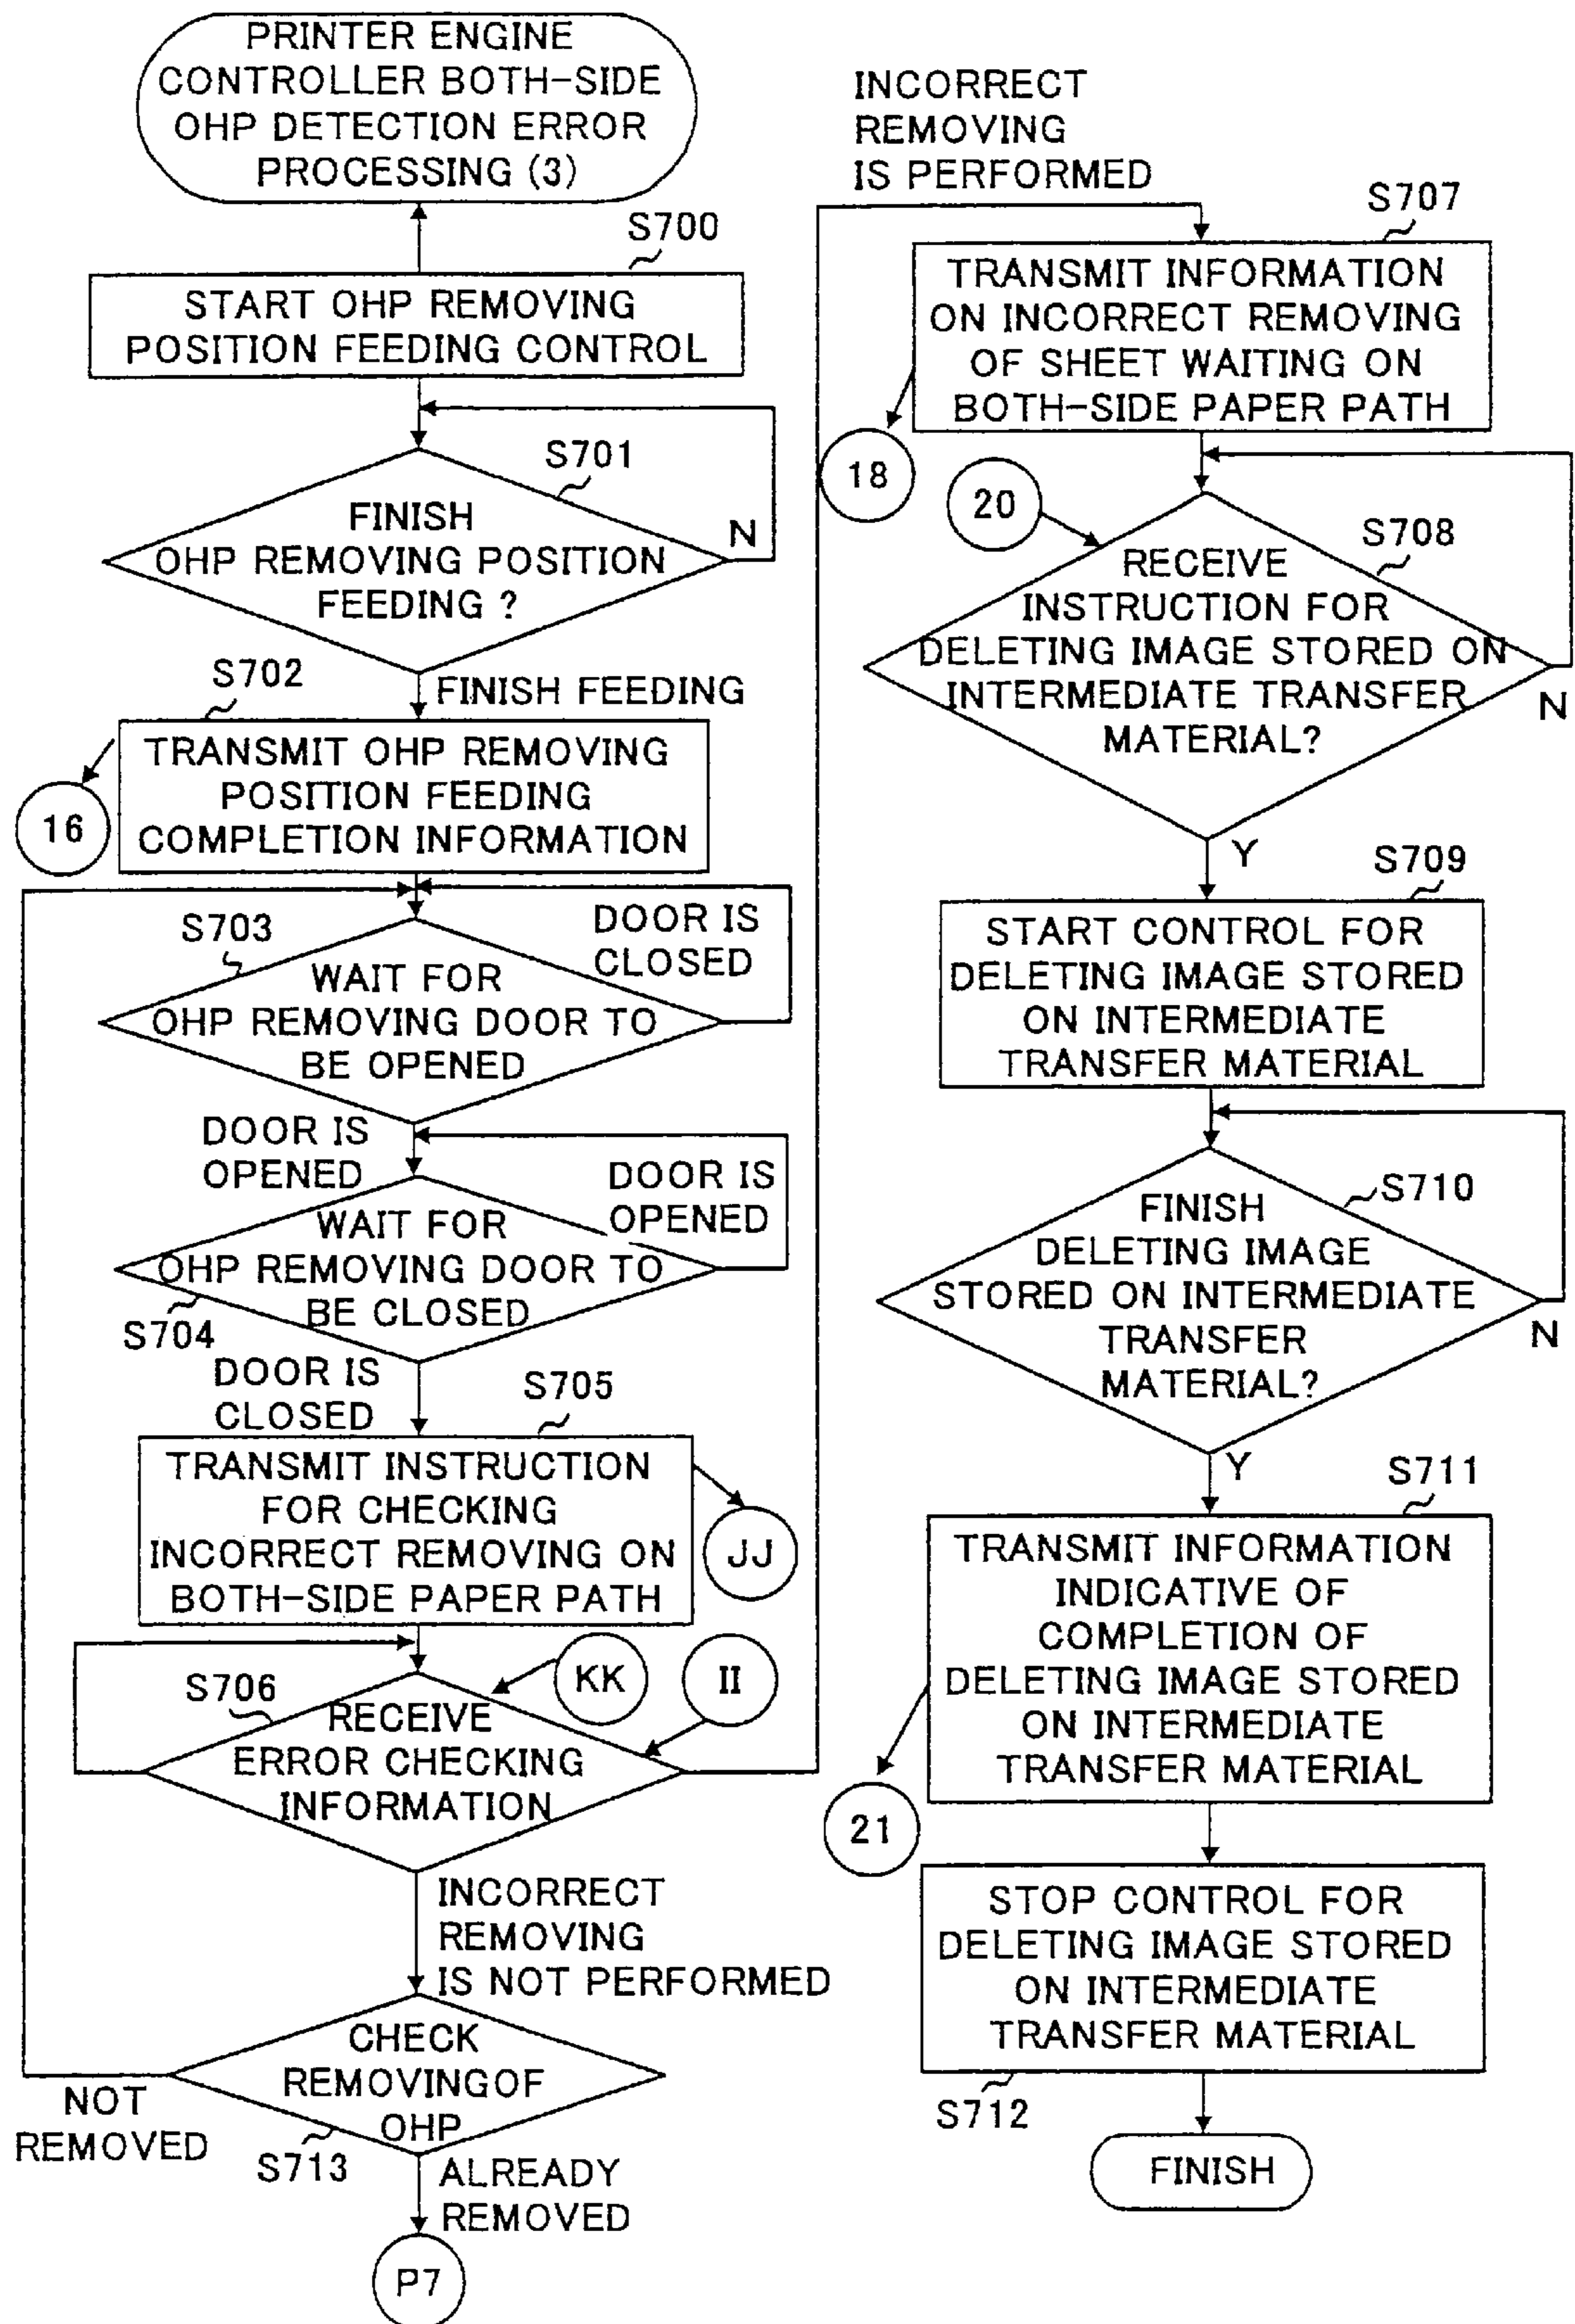 PRINTER ENGINE
CONTROLLER BOTH-SIDE
OHP DETECTION ERROR
PROCESSING (3)
S700
START OHP REMOVING
POSITION FEEDING CONTROL
S701
FINISH
OHP REMOVING POSITION
FEEDING ?
N
S702
FINISH FEEDING
TRANSMIT OHP REMOVING
POSITION FEEDING
COMPLETION INFORMATION
16
S703
DOOR IS
CLOSED
WAIT FOR
OHP REMOVING DOOR TO
BE OPENED
DOOR IS
OPENED
DOOR IS
OPENED
WAIT FOR
OHP REMOVING DOOR TO
BE CLOSED
S704
DOOR IS
CLOSED
S705
TRANSMIT INSTRUCTION
FOR CHECKING
INCORRECT REMOVING ON
BOTH-SIDE PAPER PATH
JJ
KK
II
S706
RECEIVE
ERROR CHECKING
INFORMATION
INCORRECT
REMOVING
IS NOT PERFORMED
CHECK
REMOVINGOF
OHP
NOT
REMOVED
S713
ALREADY
REMOVED
P7
INCORRECT
REMOVING
IS PERFORMED
S707
TRANSMIT INFORMATION
ON INCORRECT REMOVING
OF SHEET WAITING ON
BOTH-SIDE PAPER PATH
18
20
S708
RECEIVE
INSTRUCTION FOR
DELETING IMAGE STORED ON
INTERMEDIATE TRANSFER
MATERIAL?
N
Y
S709
START CONTROL FOR
DELETING IMAGE STORED
ON INTERMEDIATE
TRANSFER MATERIAL
S710
FINISH
DELETING IMAGE
STORED ON INTERMEDIATE
TRANSFER
MATERIAL?
N
Y
S711
TRANSMIT INFORMATION
INDICATIVE OF
COMPLETION OF
DELETING IMAGE STORED
ON INTERMEDIATE
TRANSFER MATERIAL
21
STOP CONTROL FOR
DELETING IMAGE STORED
ON INTERMEDIATE
TRANSFER MATERIAL
S712
FINISH